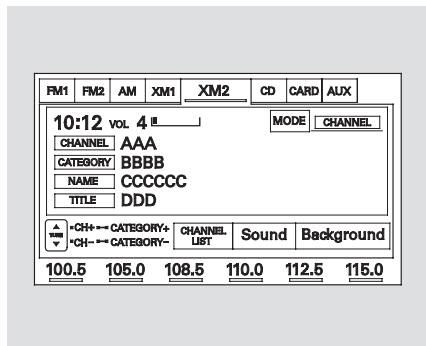 FM1 FM2 AM XM1 XM2 CD CARD AUX
10:12 VOL 4 MODE CHANNEL
CHANNEL AAA
CATEGORY BBBB
NAME CCCCCC
TITLE DDD
TUNE CH+ CATEGORY+
CH- CATEGORY-
CHANNEL LIST Sound Background
100.5 105.0 108.5 110.0 112.5 115.0